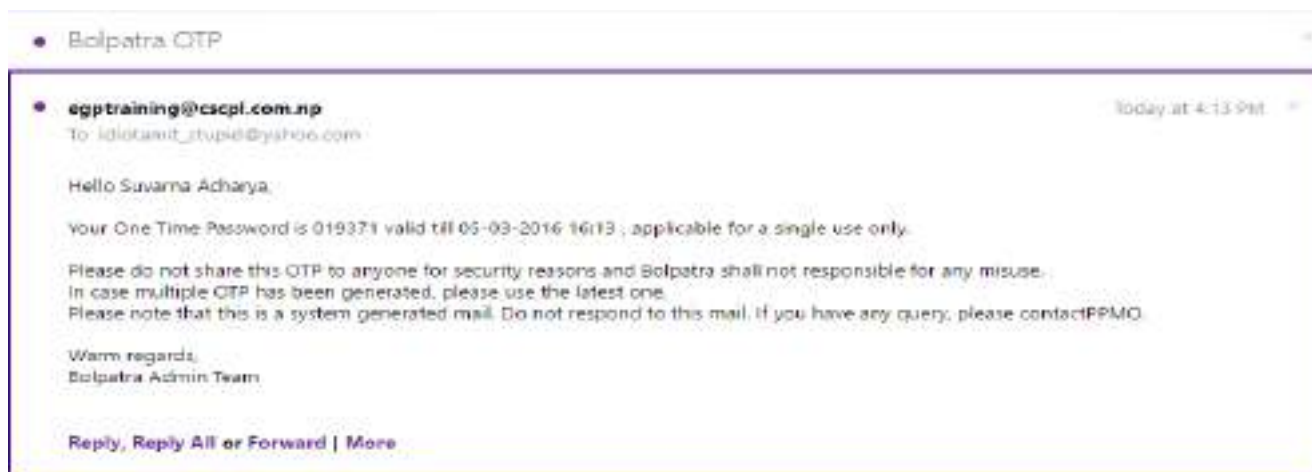 Bolpatra OTP
egptraining@cscpl.com.np
Today at 4:13 PM
To idiotamit_stupid@yahoo.com
Hello Suvarna Acharya,
Your One Time Password is 019371 valid till 05-03-2016 16:13 , applicable for a single use only.
Please do not share this OTP to anyone for security reasons and Bolpatra shall not responsible for any misuse.
In case multiple OTP has been generated, please use the latest one.
Please note that this is a system generated mail. Do not respond to this mail. If you have any query, please contactPPMO.
Warm regards,
Bolpatra Admin Team
Reply, Reply All or Forward | More